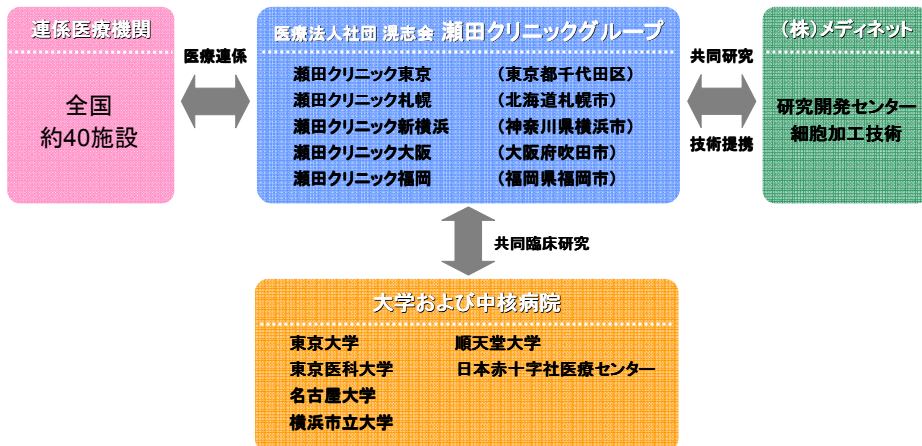 連係医療機関
全国
約40施設
医療連係
医療法人社団 滉志会 瀬田クリニックグループ
瀬田クリニック東京 (東京都千代田区)
瀬田クリニック札幌 (北海道札幌市)
瀬田クリニック新横浜 (神奈川県横浜市)
瀬田クリニック大阪 (大阪府吹田市)
瀬田クリニック福岡 (福岡県福岡市)
共同研究
技術提携
(株)メディネット
研究開発センター
細胞加工技術
共同臨床研究
大学および中核病院
東京大学 順天堂大学
東京医科大学 日本赤十字社医療センター
名古屋大学
横浜市立大学